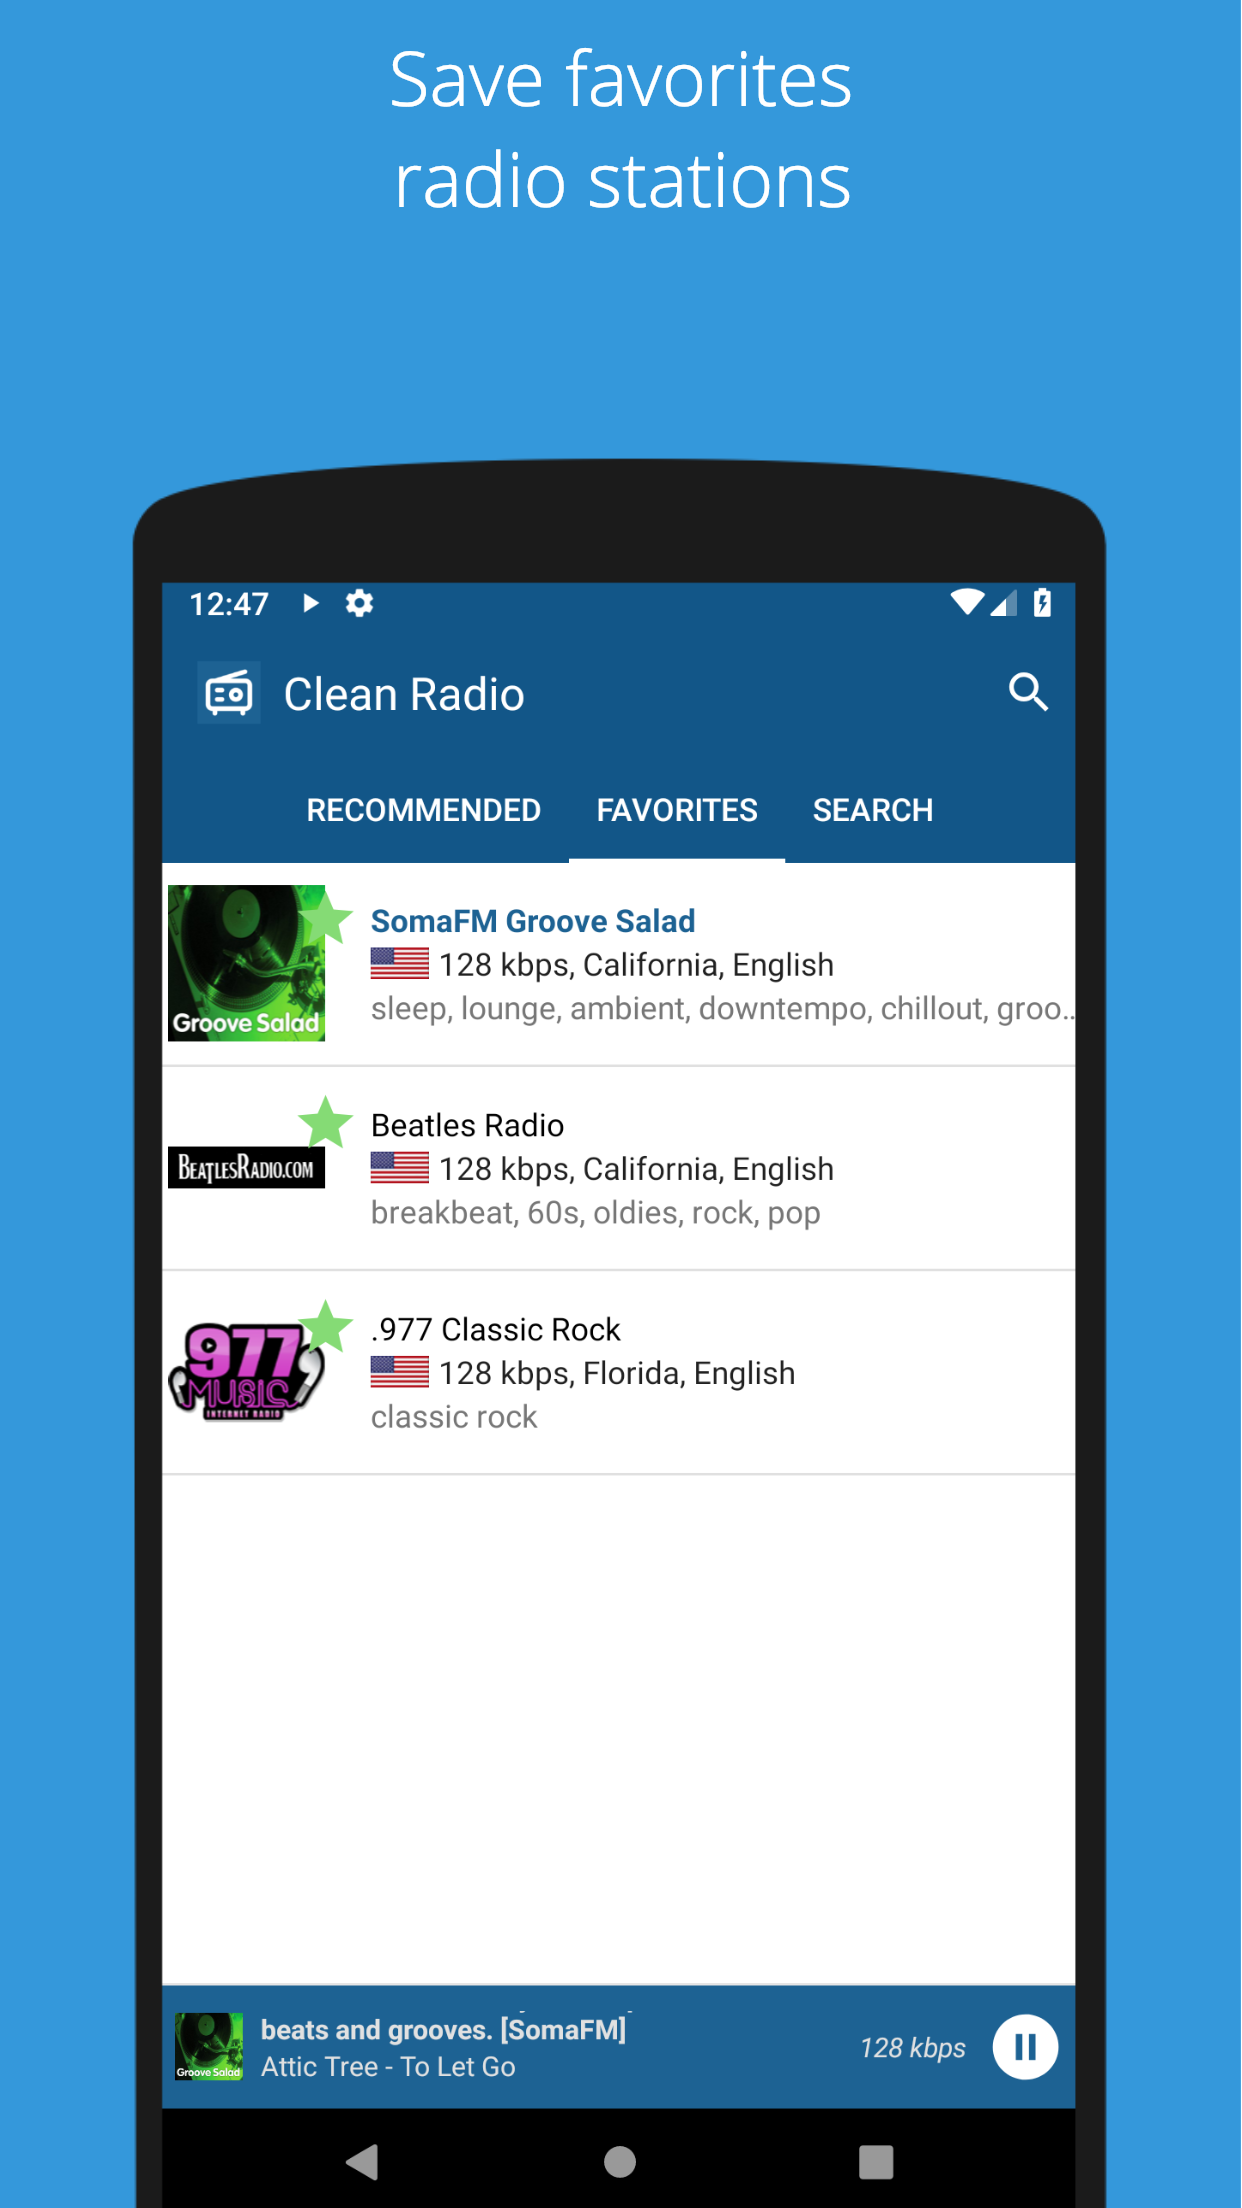 Save favorites
radio stations
12:47
Clean Radio
RECOMMENDED FAVORITES SEARCH
Groove Salad
SomaFM Groove Salad
128 kbps, California, English
sleep, lounge, ambient, downtempo, chillout, groo..
BEATLESRADIO.COM
Beatles Radio
128 kbps, California, English
breakbeat, 60s, oldies, rock, pop
977
MUSIC
INTERNET RADIO
.977 Classic Rock
128 kbps, Florida, English
classic rock
Groove Salad
beats and grooves. [SomaFM]
Attic Tree - To Let Go
128 kbps